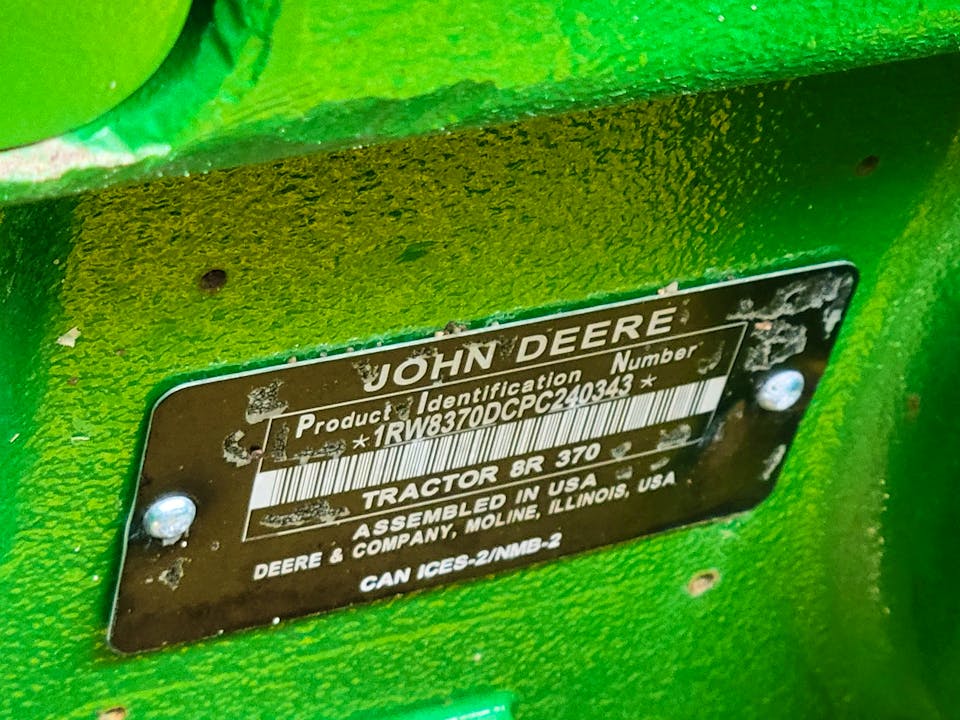 JOHN DEERE
Product Identification Number
*1RW8370DCPC240343*
TRACTOR 8R 370
ASSEMBLED IN USA
DEERE & COMPANY, MOLINE, ILLINOIS, USA
CAN ICES-2/NMB-2